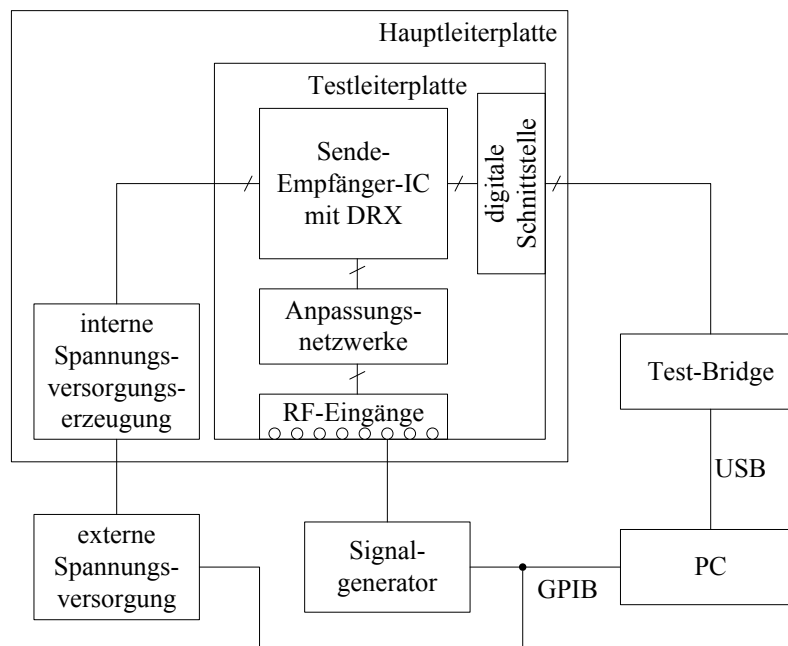 Hauptleiterplatte
Testleiterplatte
Sende-
Empfänger-IC
mit DRX
digitale
Schnittstelle
Anpassungs-
netzwerke
RF-Eingänge
interne
Spannungs-
versorgungs-
erzeugung
Test-Bridge
USB
externe
Spannungs-
versorgung
Signal-
generator
GPIB
PC